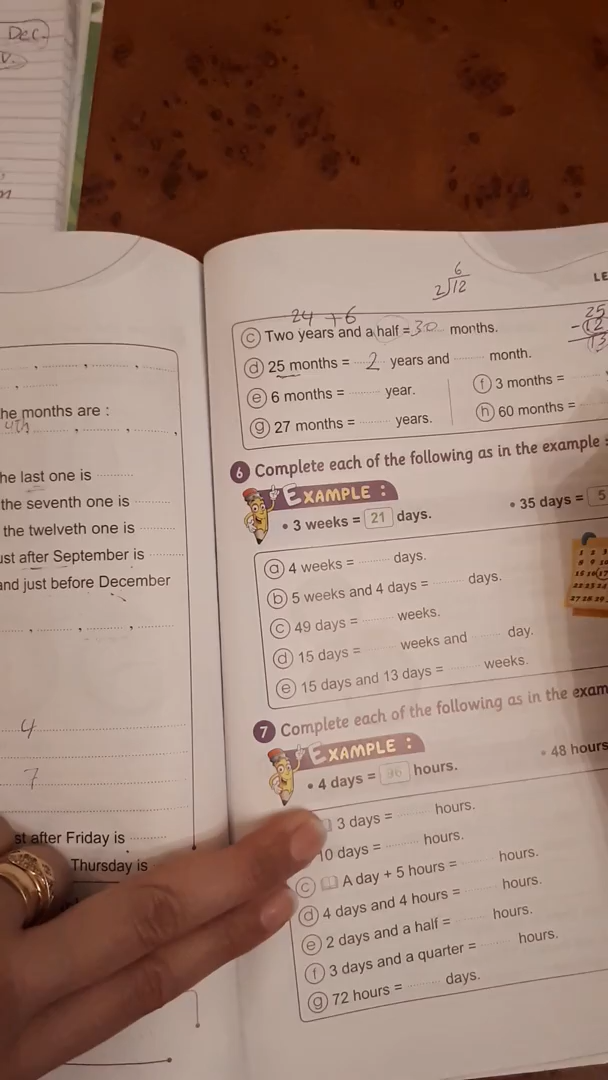 Dec.
he months are :
he last one is ..........
the seventh one is ..........
the twelveth one is ..........
ust after September is ..........
and just before December
4
7
st after Friday is ..........
Thursday is ......
6
2 12
LE
24 + 6
25
- 12
13
c Two years and a half = 30 months.
d 25 months = 2 years and .......... month.
e 6 months = .......... year.
f 3 months = ..........
g 27 months = .......... years.
h 60 months = ..........
6 Complete each of the following as in the example :
EXAMPLE :
• 3 weeks = 21 days.
• 35 days = 5
a 4 weeks = .......... days.
b 5 weeks and 4 days = .......... days.
c 49 days = .......... weeks.
d 15 days = .......... weeks and .......... day.
e 15 days and 13 days = .......... weeks.
7 Complete each of the following as in the exam
EXAMPLE :
• 4 days = 96 hours.
• 48 hours
3 days = .......... hours.
10 days = .......... hours.
c A day + 5 hours = .......... hours.
d 4 days and 4 hours = .......... hours.
e 2 days and a half = .......... hours.
f 3 days and a quarter = .......... hours.
g 72 hours = .......... days.